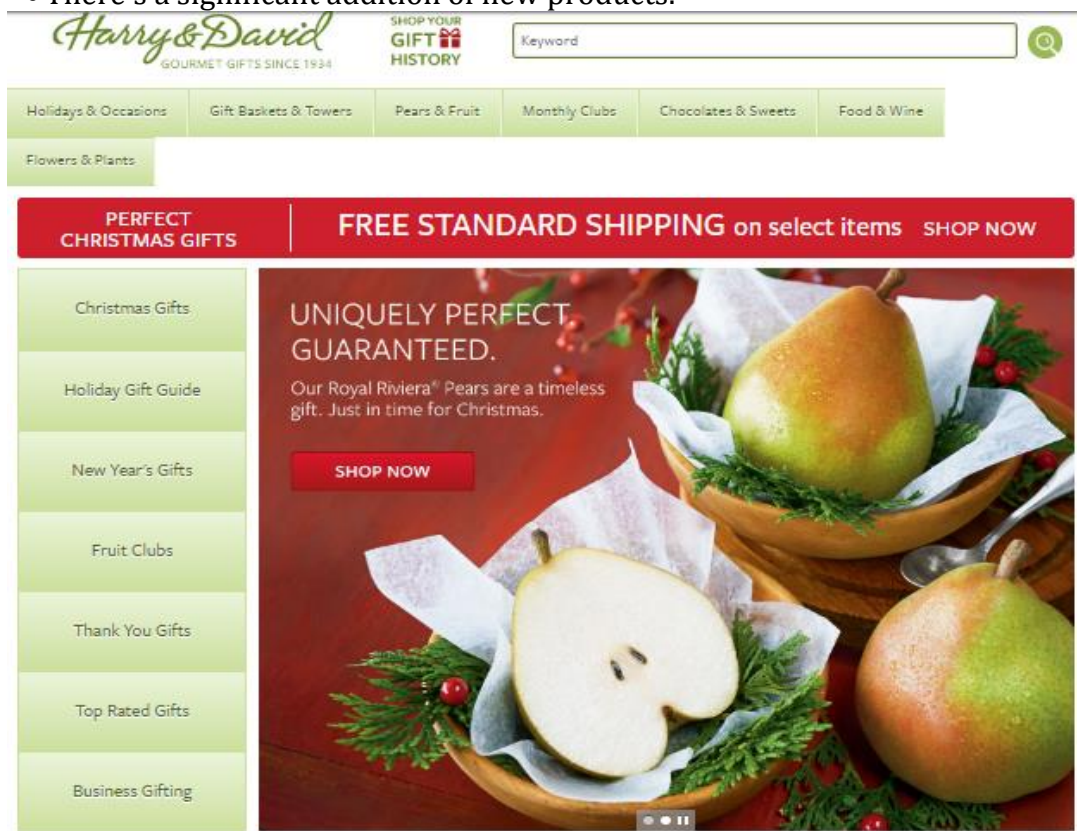 • There's a significant addition of new products.
Harry & David
GOURMET GIFTS SINCE 1934
SHOP YOUR
GIFT
HISTORY
Keyword
Holidays & Occasions
Gift Baskets & Towers
Pears & Fruit
Monthly Clubs
Chocolates & Sweets
Food & Wine
Flowers & Plants
PERFECT
CHRISTMAS GIFTS
FREE STANDARD SHIPPING on select items SHOP NOW
Christmas Gifts
Holiday Gift Guide
New Year's Gifts
Fruit Clubs
Thank You Gifts
Top Rated Gifts
Business Gifting
UNIQUELY PERFECT
GUARANTEED.
Our Royal Riviera® Pears are a timeless
gift. Just in time for Christmas.
SHOP NOW